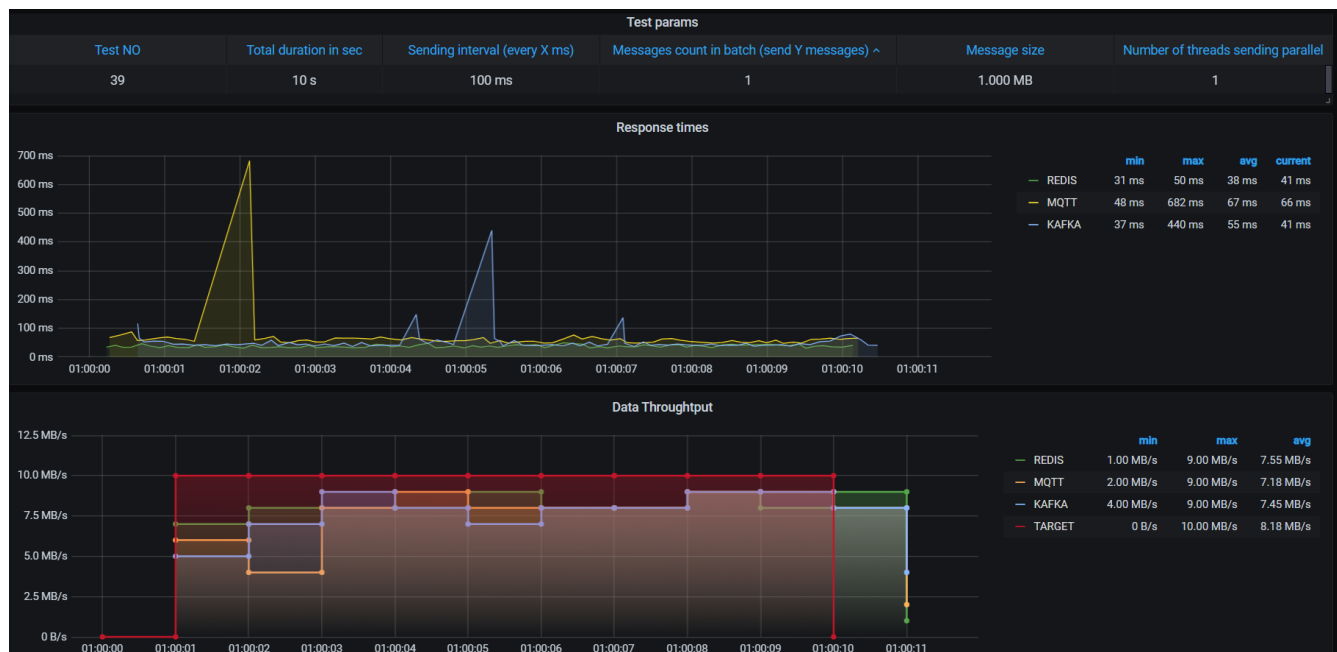 Test params
Test NO Total duration in sec Sending interval (every X ms) Messages count in batch (send Y messages) Message size Number of threads sending parallel
39 10 s 100 ms 1 1.000 MB 1
Response times
700 ms
600 ms
500 ms
400 ms
300 ms
200 ms
100 ms
0 ms
01:00:00 01:00:01 01:00:02 01:00:03 01:00:04 01:00:05 01:00:06 01:00:07 01:00:08 01:00:09 01:00:10 01:00:11
min max avg current
REDIS 31 ms 50 ms 38 ms 41 ms
MQTT 48 ms 682 ms 67 ms 66 ms
KAFKA 37 ms 440 ms 55 ms 41 ms
Data Throughtput
12.5 MB/s
10.0 MB/s
7.5 MB/s
5.0 MB/s
2.5 MB/s
0 B/s
01:00:00 01:00:01 01:00:02 01:00:03 01:00:04 01:00:05 01:00:06 01:00:07 01:00:08 01:00:09 01:00:10 01:00:11
min max avg
REDIS 1.00 MB/s 9.00 MB/s 7.55 MB/s
MQTT 2.00 MB/s 9.00 MB/s 7.18 MB/s
KAFKA 4.00 MB/s 9.00 MB/s 7.45 MB/s
TARGET 0 B/s 10.00 MB/s 8.18 MB/s